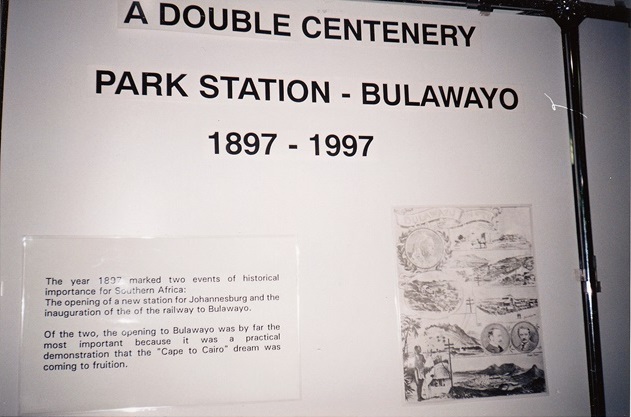 A DOUBLE CENTENERY
PARK STATION - BULAWAYO
1897 - 1997
The year 1897 marked two events of historical
importance for Southern Africa:
The opening of a new station for Johannesburg and the
inauguration of the of the railway to Bulawayo.
Of the two, the opening to Bulawayo was by far the
most important because it was a practical
demonstration that the "Cape to Cairo" dream was
coming to fruition.